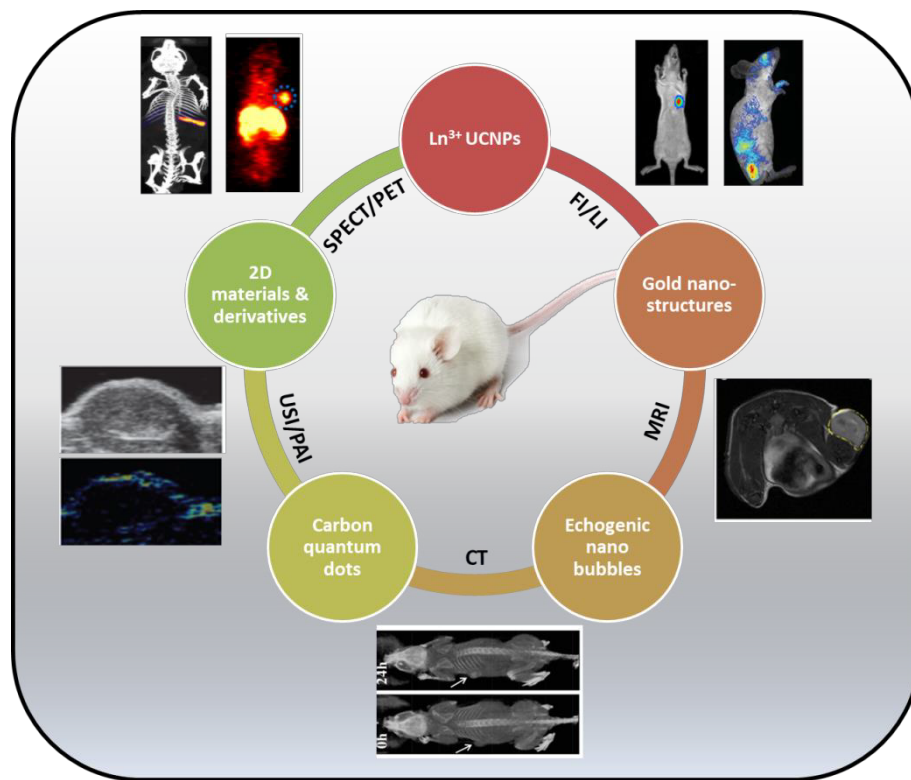 Ln³⁺ UCNPs
FI/LI
Gold nano-
structures
MRI
Echogenic
nano
bubbles
CT
Carbon
quantum
dots
USI/PAI
2D
materials &
derivatives
SPECT/PET
24h
0h